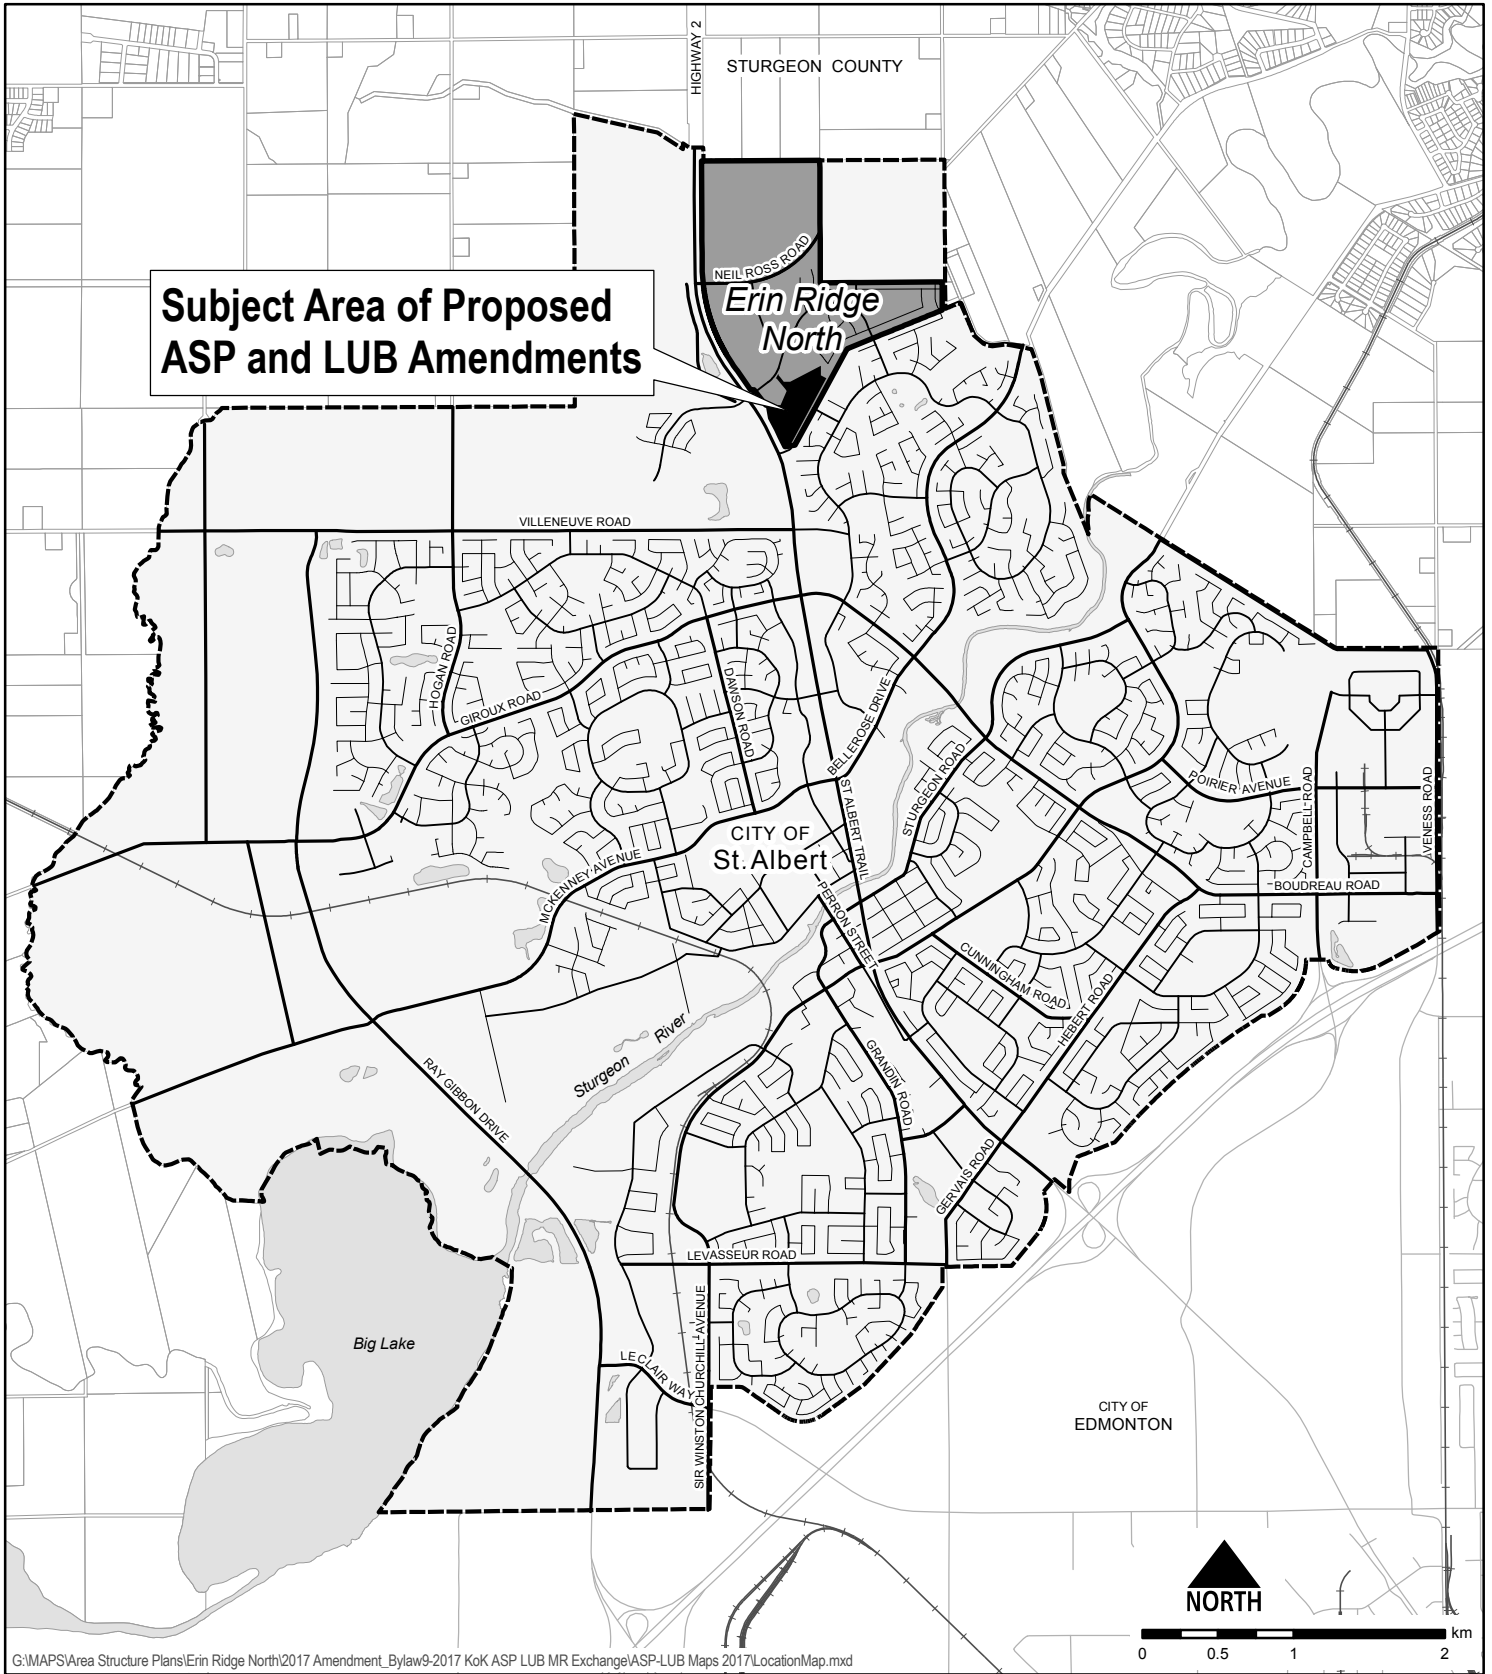 HIGHWAY 2
STURGEON COUNTY
NEIL ROSS ROAD
Subject Area of Proposed
ASP and LUB Amendments
Erin Ridge
North
VILLENEUVE ROAD
HOGAN ROAD
GIROUX ROAD
DAWSON ROAD
BELLEROSE DRIVE
STURGEON ROAD
POIRIER AVENUE
CAMPBELL ROAD
VENESS ROAD
ST ALBERT TRAIL
CITY OF
St. Albert
MCKENNEY AVENUE
PERRON STREET
BOUDREAU ROAD
CUNNINGHAM ROAD
HEBERT ROAD
Sturgeon River
RAY GIBBON DRIVE
GRANDIN ROAD
GERVAIS ROAD
LEVASSEUR ROAD
SIR WINSTON CHURCHILL AVENUE
Big Lake
LECLAIR WAY
CITY OF
EDMONTON
NORTH
0 0.5 1 2 km
G:\MAPS\Area Structure Plans\Erin Ridge North\2017 Amendment_Bylaw9-2017 KoK ASP LUB MR Exchange\ASP-LUB Maps 2017\LocationMap.mxd